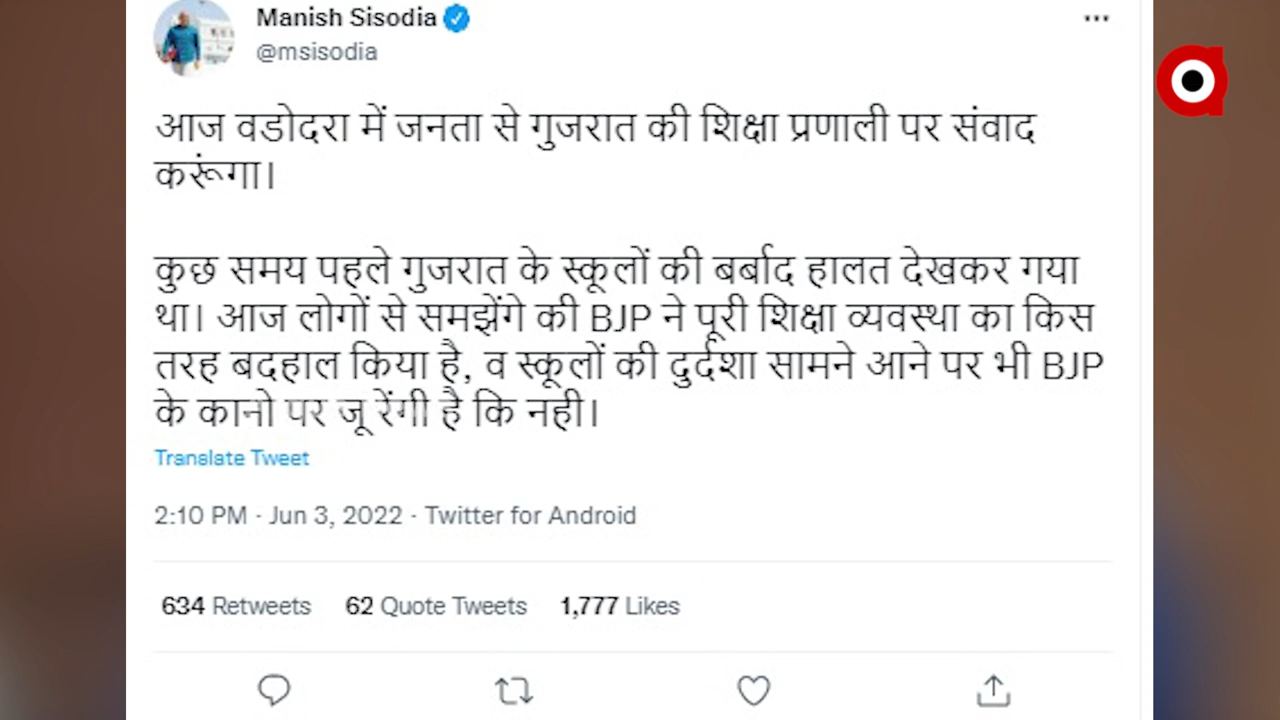 Manish Sisodia
@msisodia
आज वडोदरा में जनता से गुजरात की शिक्षा प्रणाली पर संवाद
करूंगा।
कुछ समय पहले गुजरात के स्कूलों की बर्बाद हालत देखकर गया
था। आज लोगों से समझेंगे की BJP ने पूरी शिक्षा व्यवस्था का किस
तरह बदहाल किया है, व स्कूलों की दुर्दशा सामने आने पर भी BJP
के कानो पर जू रेंगी है कि नही।
Translate Tweet
2:10 PM · Jun 3, 2022 · Twitter for Android
634 Retweets 62 Quote Tweets 1,777 Likes